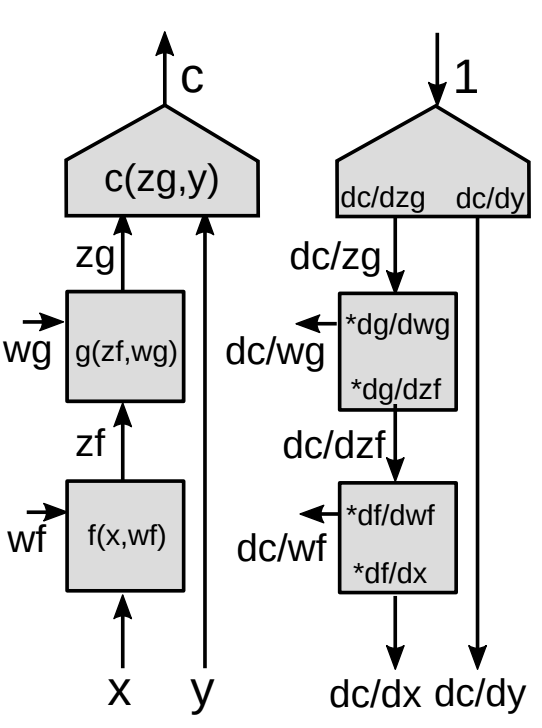 c
c(zg,y)
zg
wg
g(zf,wg)
zf
wf
f(x,wf)
x
y
1
dc/dzg
dc/dy
dc/zg
*dg/dwg
dc/wg
*dg/dzf
dc/dzf
*df/dwf
dc/wf
*df/dx
dc/dx
dc/dy